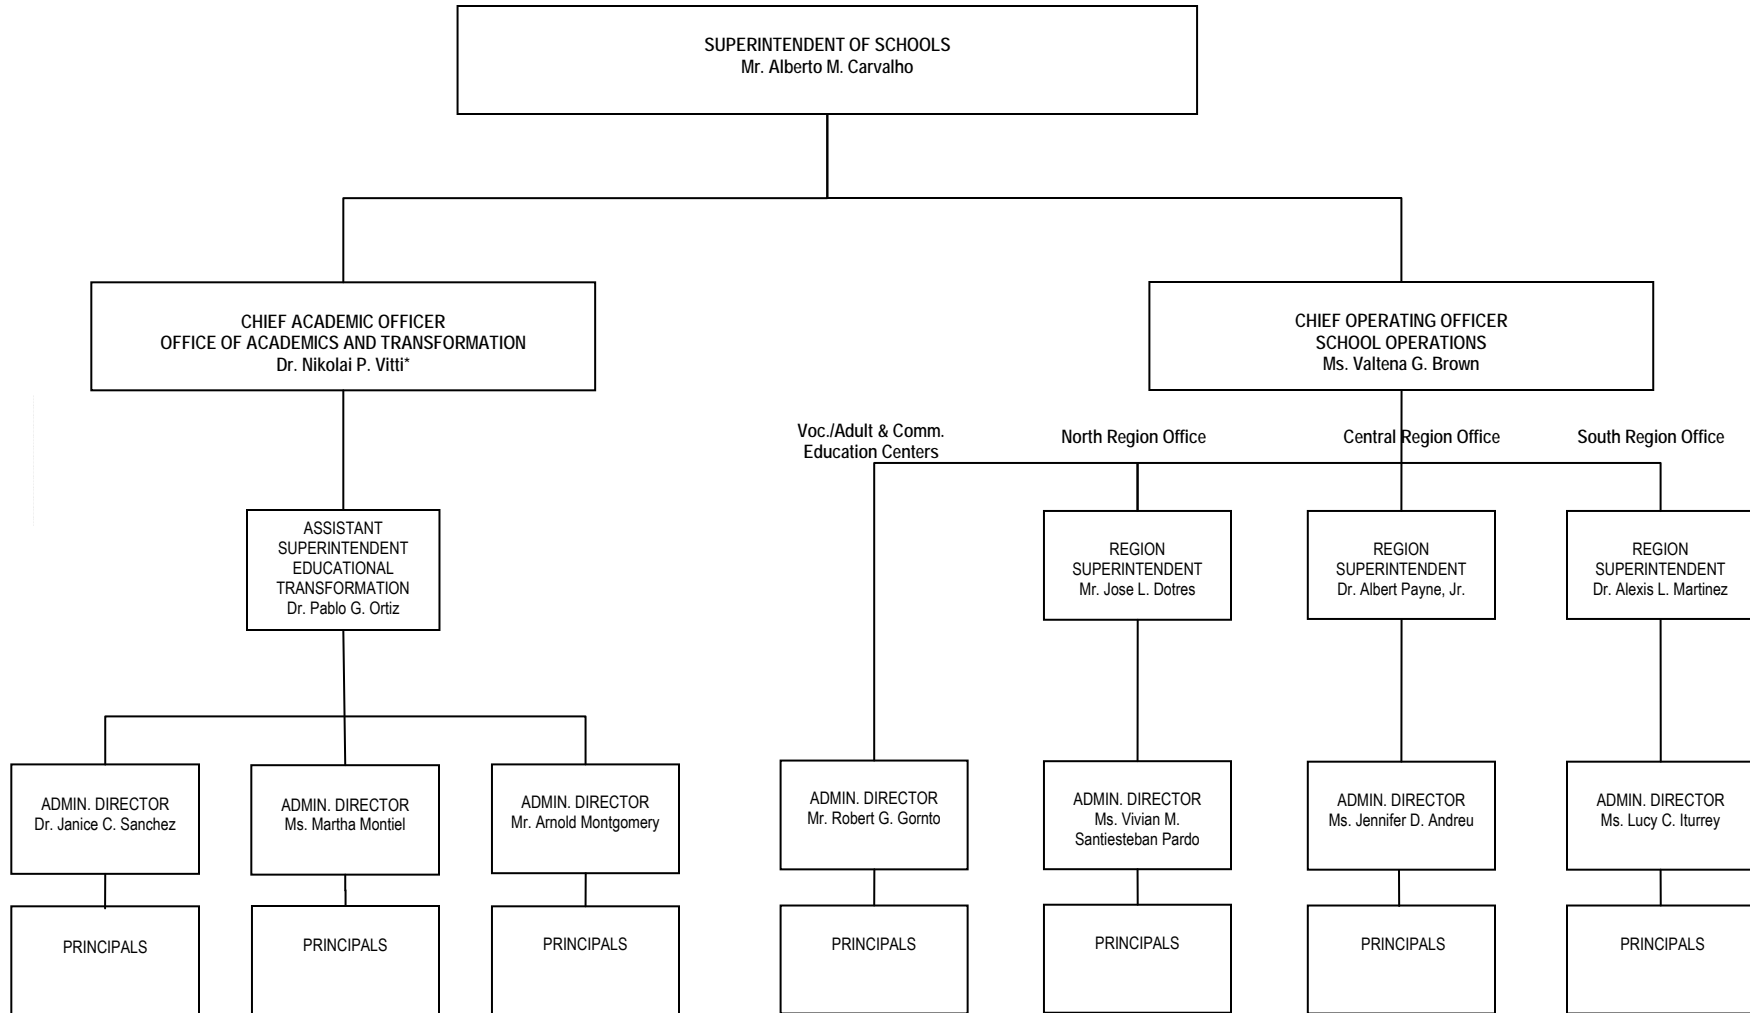 SUPERINTENDENT OF SCHOOLS
Mr. Alberto M. Carvalho
CHIEF ACADEMIC OFFICER
OFFICE OF ACADEMICS AND TRANSFORMATION
Dr. Nikolai P. Vitti*
CHIEF OPERATING OFFICER
SCHOOL OPERATIONS
Ms. Valtena G. Brown
Voc./Adult & Comm.
Education Centers
North Region Office
Central Region Office
South Region Office
ASSISTANT
SUPERINTENDENT
EDUCATIONAL
TRANSFORMATION
Dr. Pablo G. Ortiz
REGION
SUPERINTENDENT
Mr. Jose L. Dotres
REGION
SUPERINTENDENT
Dr. Albert Payne, Jr.
REGION
SUPERINTENDENT
Dr. Alexis L. Martinez
ADMIN. DIRECTOR
Dr. Janice C. Sanchez
ADMIN. DIRECTOR
Ms. Martha Montiel
ADMIN. DIRECTOR
Mr. Arnold Montgomery
ADMIN. DIRECTOR
Mr. Robert G. Gornto
ADMIN. DIRECTOR
Ms. Vivian M.
Santiesteban Pardo
ADMIN. DIRECTOR
Ms. Jennifer D. Andreu
ADMIN. DIRECTOR
Ms. Lucy C. Iturrey
PRINCIPALS
PRINCIPALS
PRINCIPALS
PRINCIPALS
PRINCIPALS
PRINCIPALS
PRINCIPALS